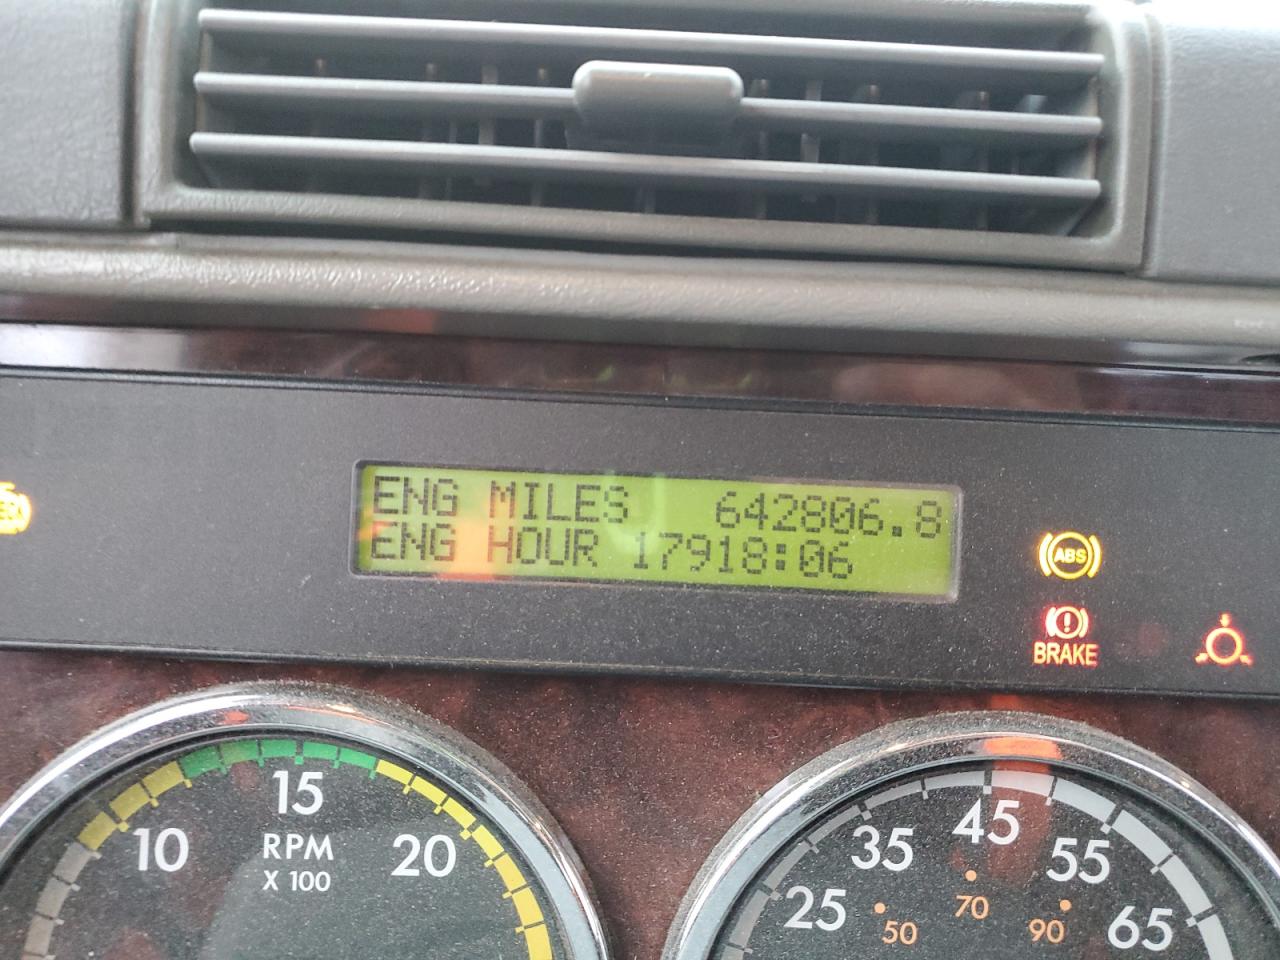 ENG MILES 642806.8
ENG HOUR 17918:06
ABS
BRAKE
10 15 20
RPM
X 100
25 35 45 55 65
50 70 90